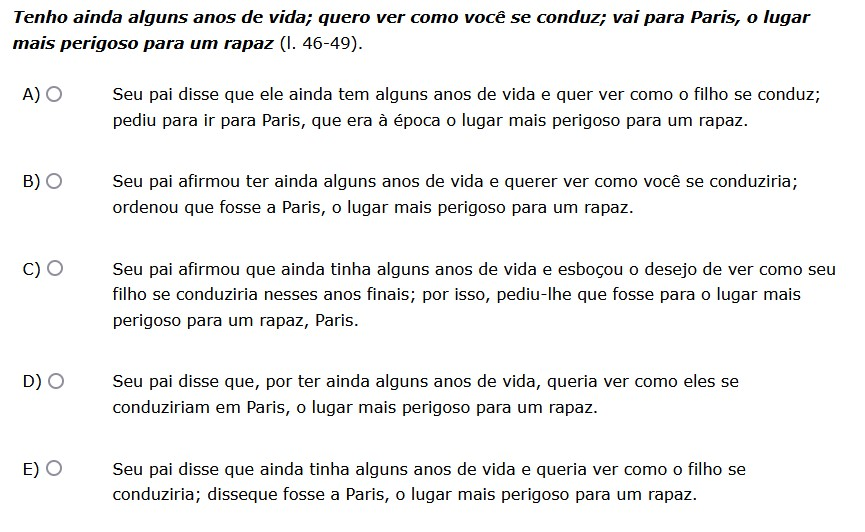 Tenho ainda alguns anos de vida; quero ver como você se conduz; vai para Paris, o lugar
mais perigoso para um rapaz (l. 46-49).
A) Seu pai disse que ele ainda tem alguns anos de vida e quer ver como o filho se conduz;
pediu para ir para Paris, que era à época o lugar mais perigoso para um rapaz.
B) Seu pai afirmou ter ainda alguns anos de vida e querer ver como você se conduziria;
ordenou que fosse a Paris, o lugar mais perigoso para um rapaz.
C) Seu pai afirmou que ainda tinha alguns anos de vida e esboçou o desejo de ver como seu
filho se conduziria nesses anos finais; por isso, pediu-lhe que fosse para o lugar mais
perigoso para um rapaz, Paris.
D) Seu pai disse que, por ter ainda alguns anos de vida, queria ver como eles se
conduziriam em Paris, o lugar mais perigoso para um rapaz.
E) Seu pai disse que ainda tinha alguns anos de vida e queria ver como o filho se
conduziria; disseque fosse a Paris, o lugar mais perigoso para um rapaz.